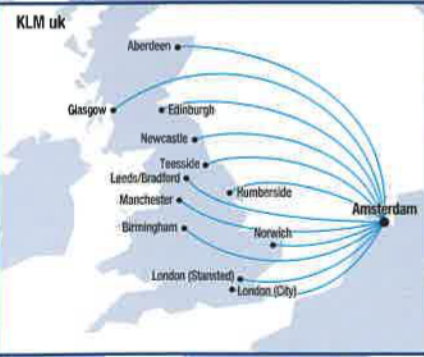 KLM uk
Aberdeen
Glasgow
Edinburgh
Newcastle
Teesside
Leeds/Bradford
Humberside
Manchester
Amsterdam
Birmingham
Norwich
London (Stansted)
London (City)